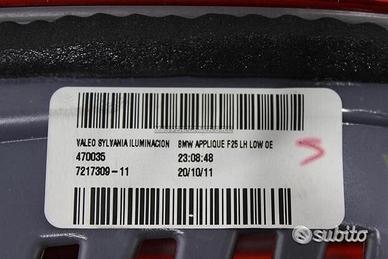 VALEO SYLVANIA ILUMINACION BMW APPLIQUE F25 LH LOW OE
470035 23:08:48
7217309-11 20/10/11
S
subito